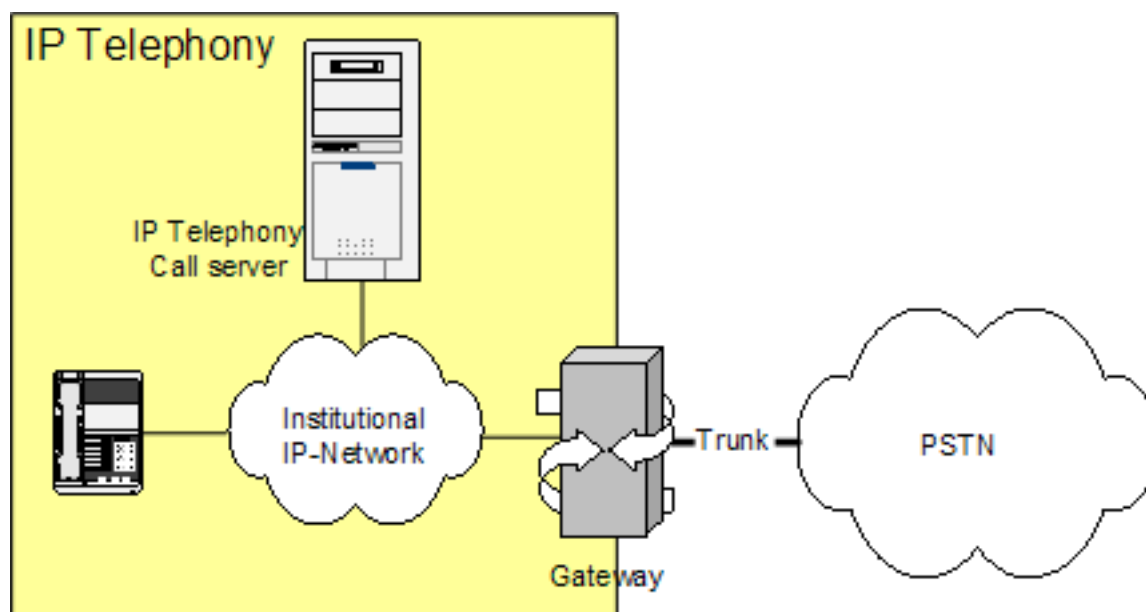 IP Telephony
IP Telephony
Call server
Institutional
IP-Network
Trunk
PSTN
Gateway